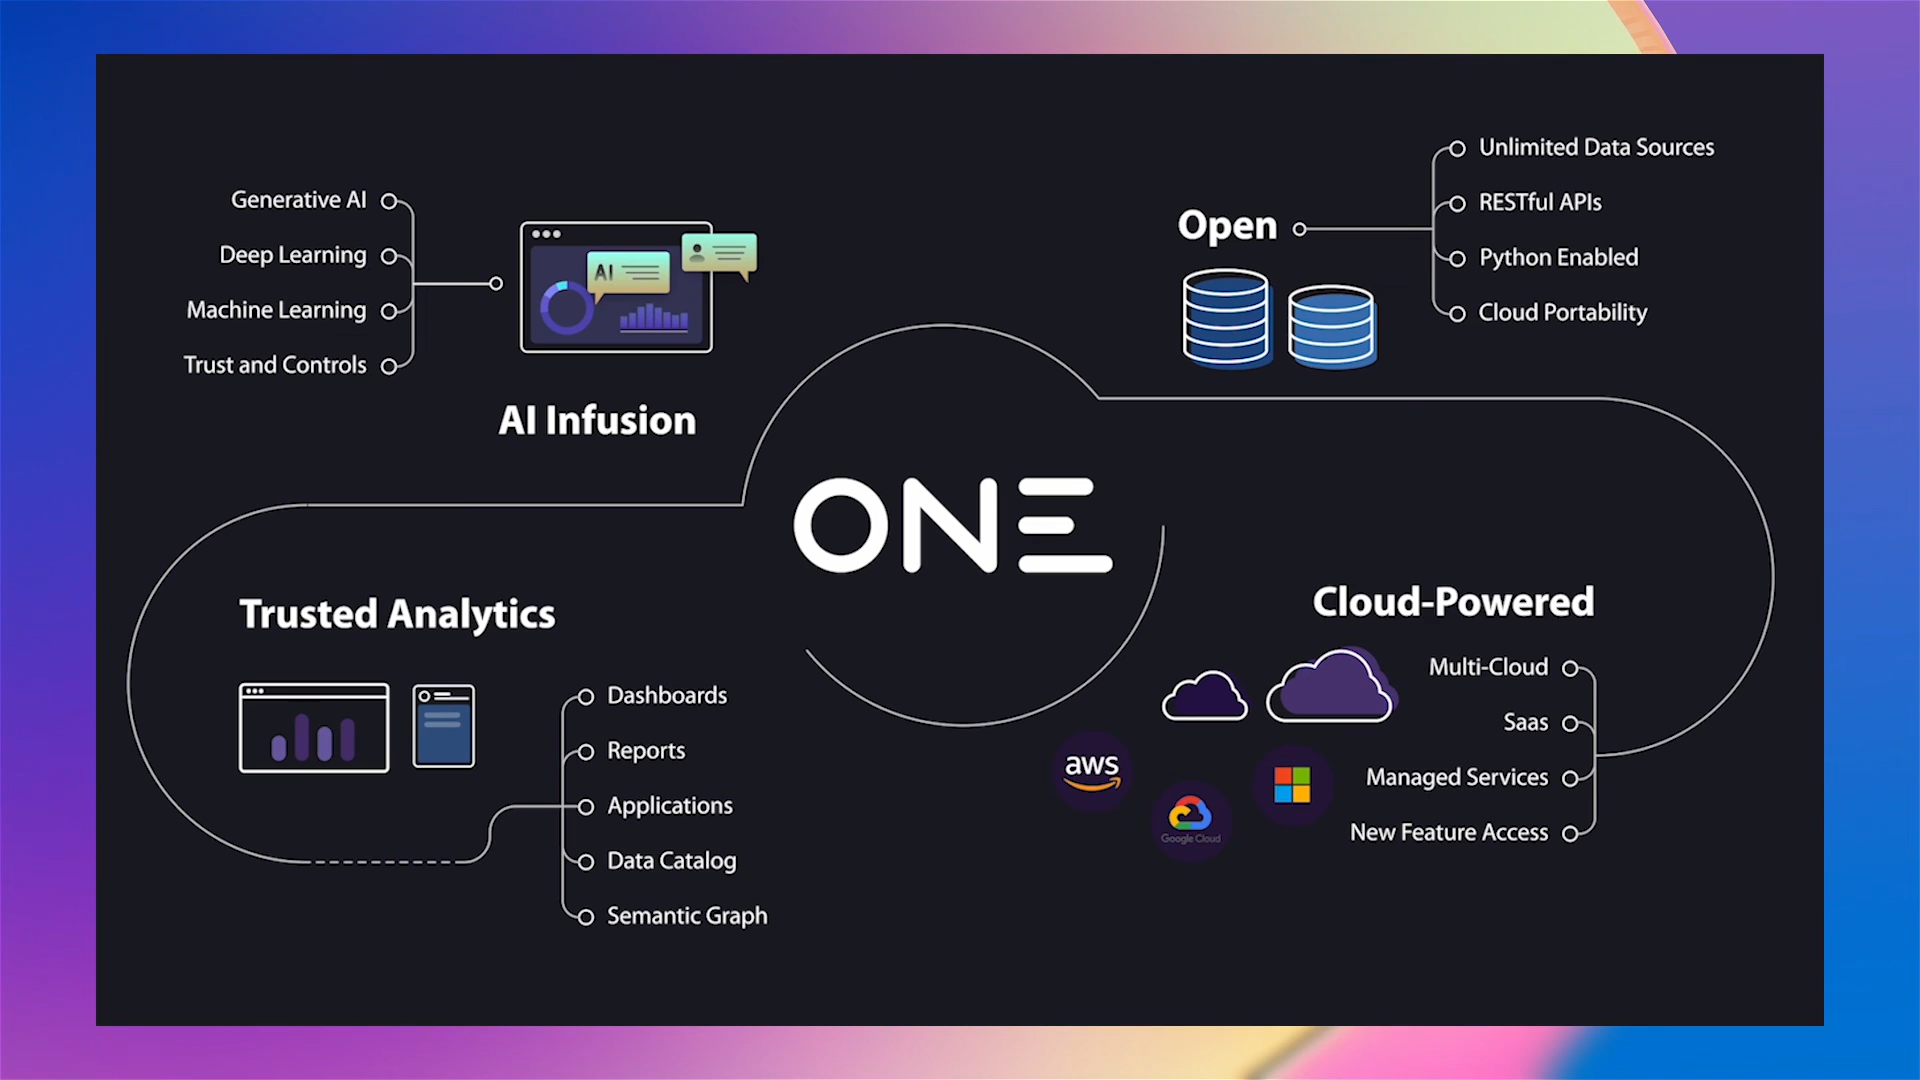 Generative AI
Deep Learning
Machine Learning
Trust and Controls
AI
AI Infusion
Open
Unlimited Data Sources
RESTful APIs
Python Enabled
Cloud Portability
ONE
Trusted Analytics
Dashboards
Reports
Applications
Data Catalog
Semantic Graph
Cloud-Powered
Multi-Cloud
Saas
Managed Services
New Feature Access
aws
Google Cloud